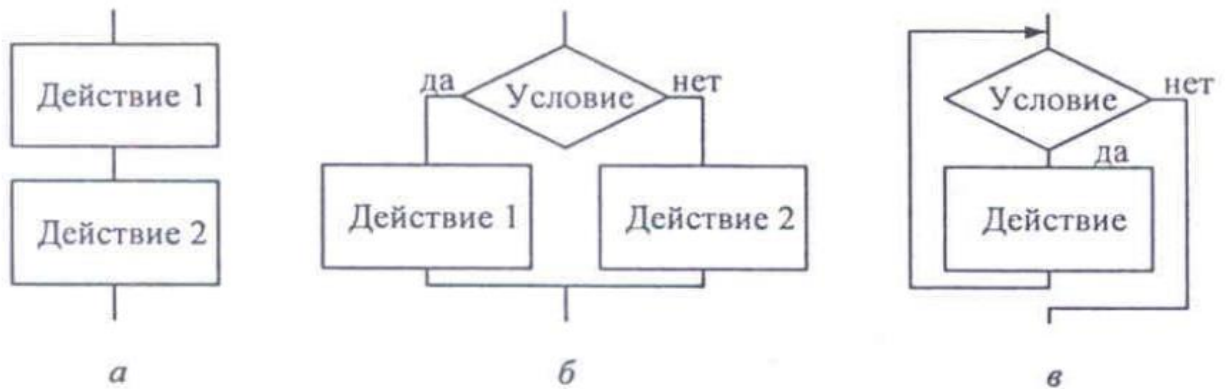 Действие 1
Действие 2
а
да
Условие
нет
Действие 1
Действие 2
б
Условие
нет
да
Действие
в